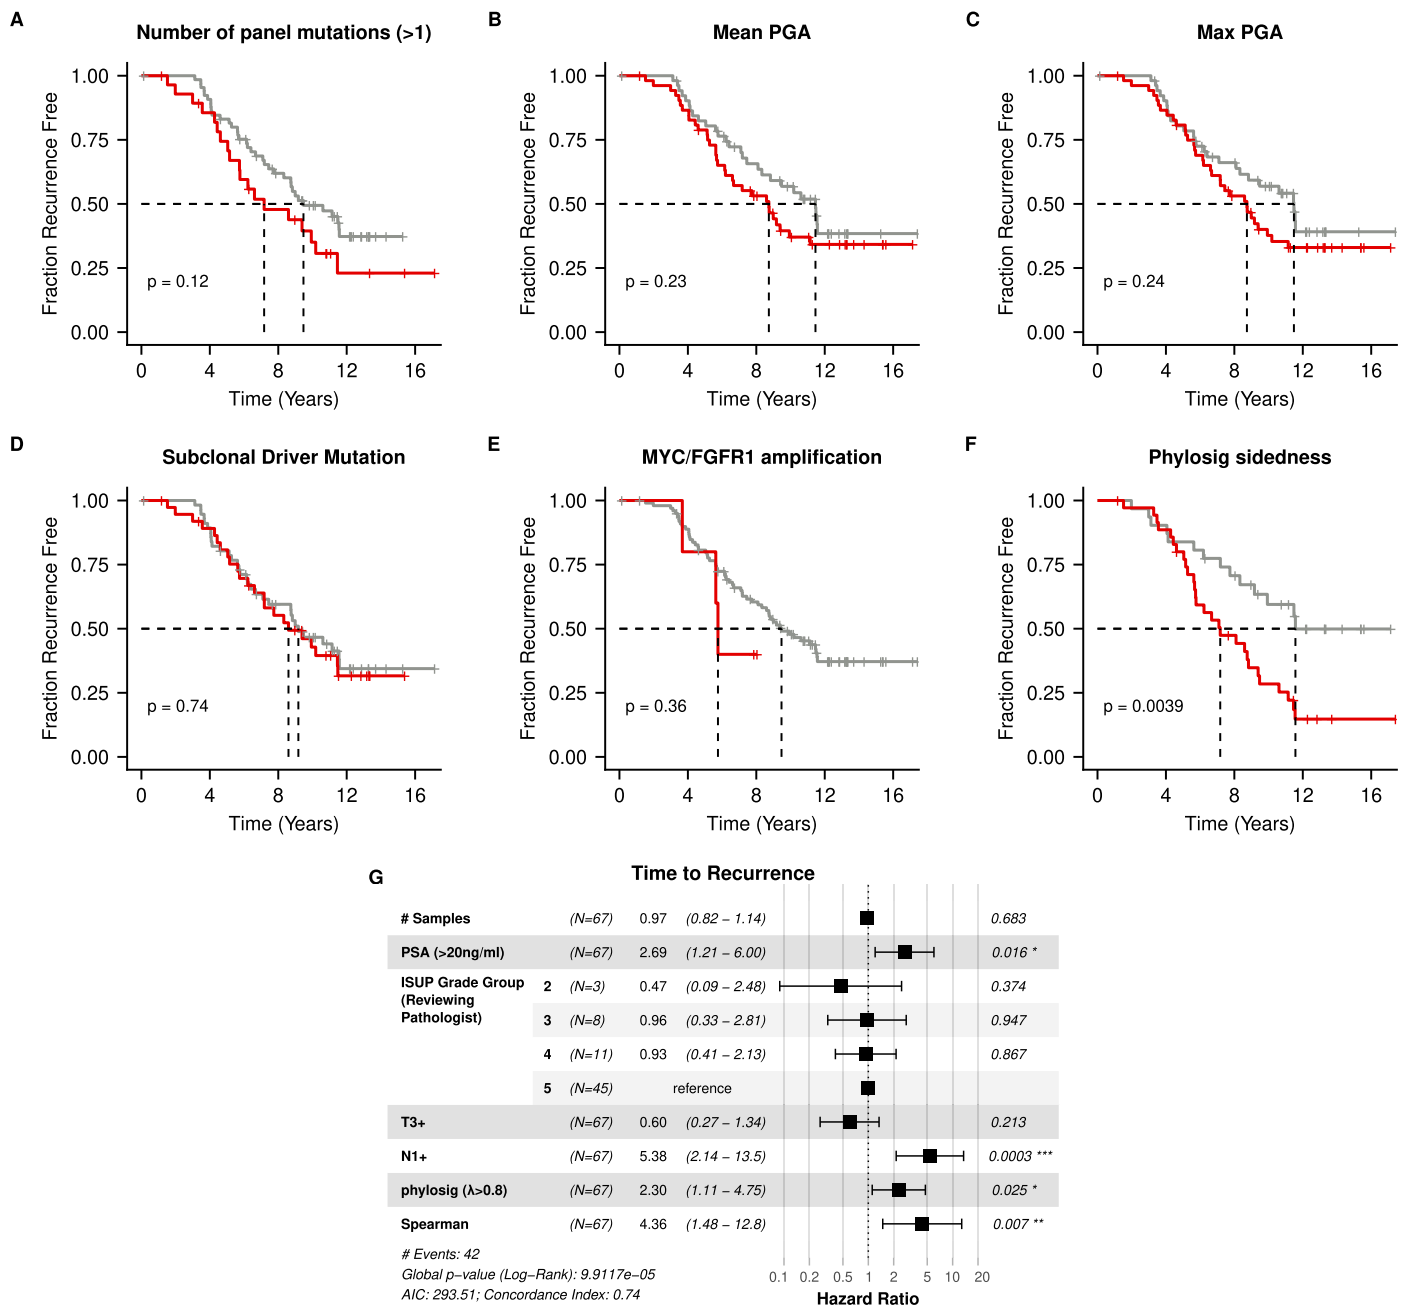 A
Number of panel mutations (>1)
Fraction Recurrence Free
1.00
0.75
0.50
0.25
0.00
p = 0.12
0 4 8 12 16
Time (Years)
B
Mean PGA
Fraction Recurrence Free
1.00
0.75
0.50
0.25
0.00
p = 0.23
0 4 8 12 16
Time (Years)
C
Max PGA
Fraction Recurrence Free
1.00
0.75
0.50
0.25
0.00
p = 0.24
0 4 8 12 16
Time (Years)
D
Subclonal Driver Mutation
Fraction Recurrence Free
1.00
0.75
0.50
0.25
0.00
p = 0.74
0 4 8 12 16
Time (Years)
E
MYC/FGFR1 amplification
Fraction Recurrence Free
1.00
0.75
0.50
0.25
0.00
p = 0.36
0 4 8 12 16
Time (Years)
F
Phylosig sidedness
Fraction Recurrence Free
1.00
0.75
0.50
0.25
0.00
p = 0.0039
0 4 8 12 16
Time (Years)
G
Time to Recurrence
# Samples (N=67) 0.97 (0.82 − 1.14) 0.683
PSA (>20ng/ml) (N=67) 2.69 (1.21 − 6.00) 0.016 *
ISUP Grade Group
(Reviewing
Pathologist)
2 (N=3) 0.47 (0.09 − 2.48) 0.374
3 (N=8) 0.96 (0.33 − 2.81) 0.947
4 (N=11) 0.93 (0.41 − 2.13) 0.867
5 (N=45) reference
T3+ (N=67) 0.60 (0.27 − 1.34) 0.213
N1+ (N=67) 5.38 (2.14 − 13.5) 0.0003 ***
phylosig (λ>0.8) (N=67) 2.30 (1.11 − 4.75) 0.025 *
Spearman (N=67) 4.36 (1.48 − 12.8) 0.007 **
# Events: 42
Global p−value (Log−Rank): 9.9117e−05
AIC: 293.51; Concordance Index: 0.74
0.1 0.2 0.5 1 2 5 10 20
Hazard Ratio